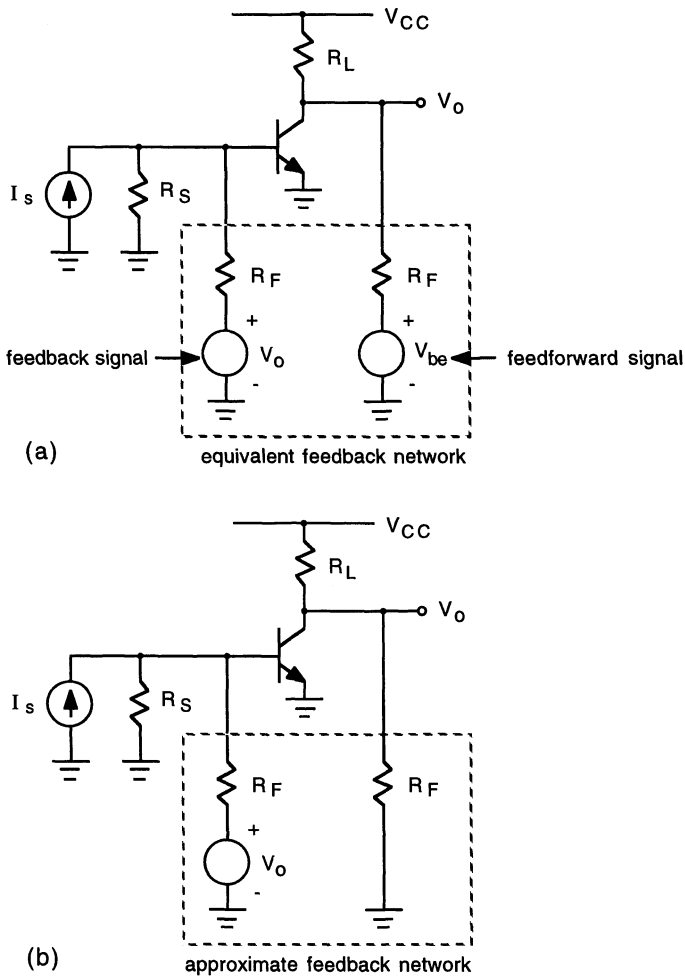 V_CC
R_L
V_o
I_s
R_S
R_F
R_F
+
+
feedback signal
V_o
V_be
feedforward signal
-
-
(a)
equivalent feedback network
V_CC
R_L
V_o
I_s
R_S
R_F
R_F
+
V_o
-
(b)
approximate feedback network